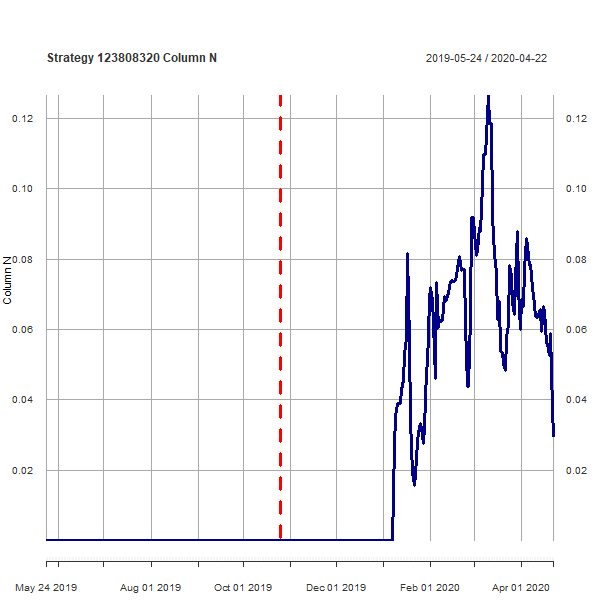 Strategy 123808320 Column N
2019-05-24 / 2020-04-22
0.12
0.12
0.10
0.10
0.08
0.08
Column N
0.06
0.06
0.04
0.04
0.02
0.02
May 24 2019
Aug 01 2019
Oct 01 2019
Dec 01 2019
Feb 01 2020
Apr 01 2020